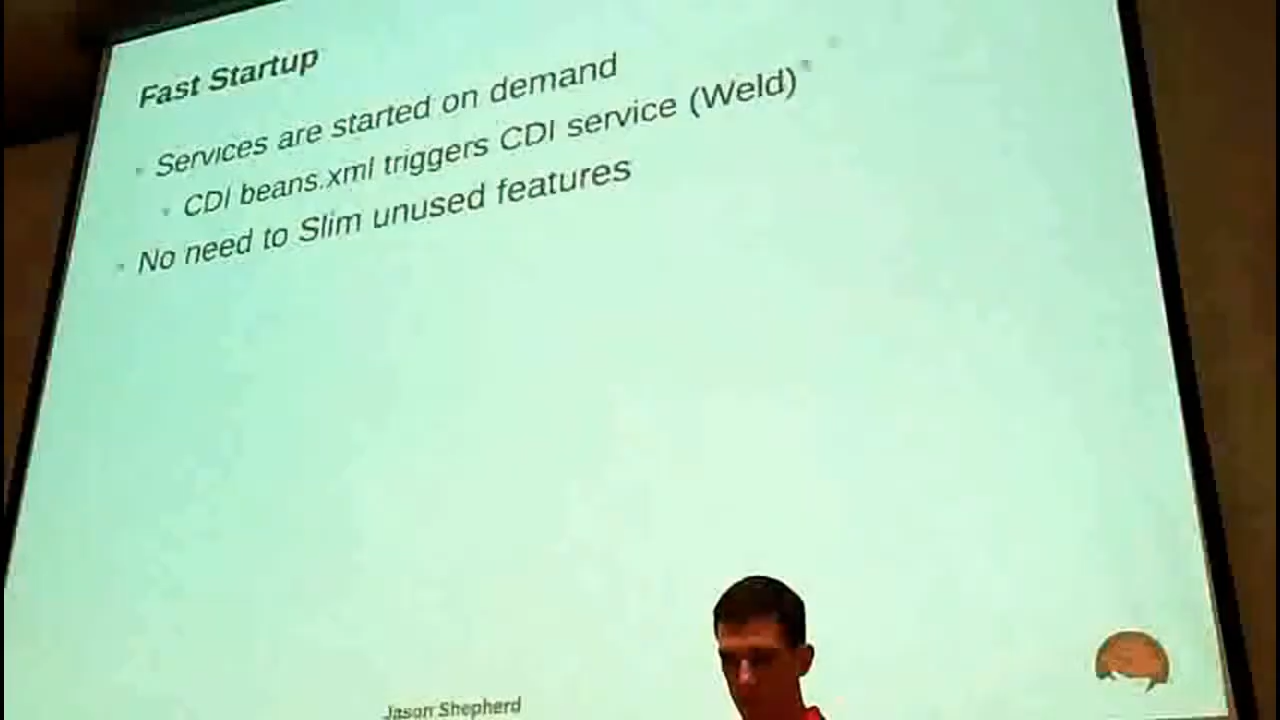 Fast Startup
Services are started on demand
CDI beans.xml triggers CDI service (Weld)
No need to Slim unused features
Jason Shepherd